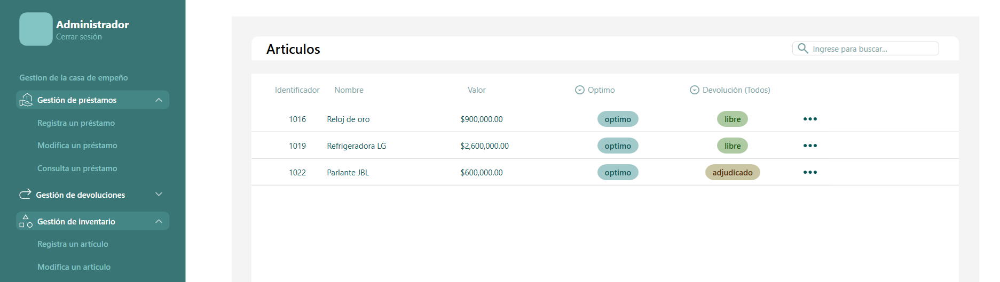 Administrador
Cerrar sesión
Gestion de la casa de empeño
Gestión de préstamos
Registra un préstamo
Modifica un préstamo
Consulta un préstamo
Gestión de devoluciones
Gestión de inventario
Registra un artículo
Modifica un articulo
Articulos
Ingrese para buscar...
Identificador Nombre Valor Optimo Devolución (Todos)
1016 Reloj de oro $900,000.00 optimo libre
1019 Refrigeradora LG $2,600,000.00 optimo libre
1022 Parlante JBL $600,000.00 optimo adjudicado